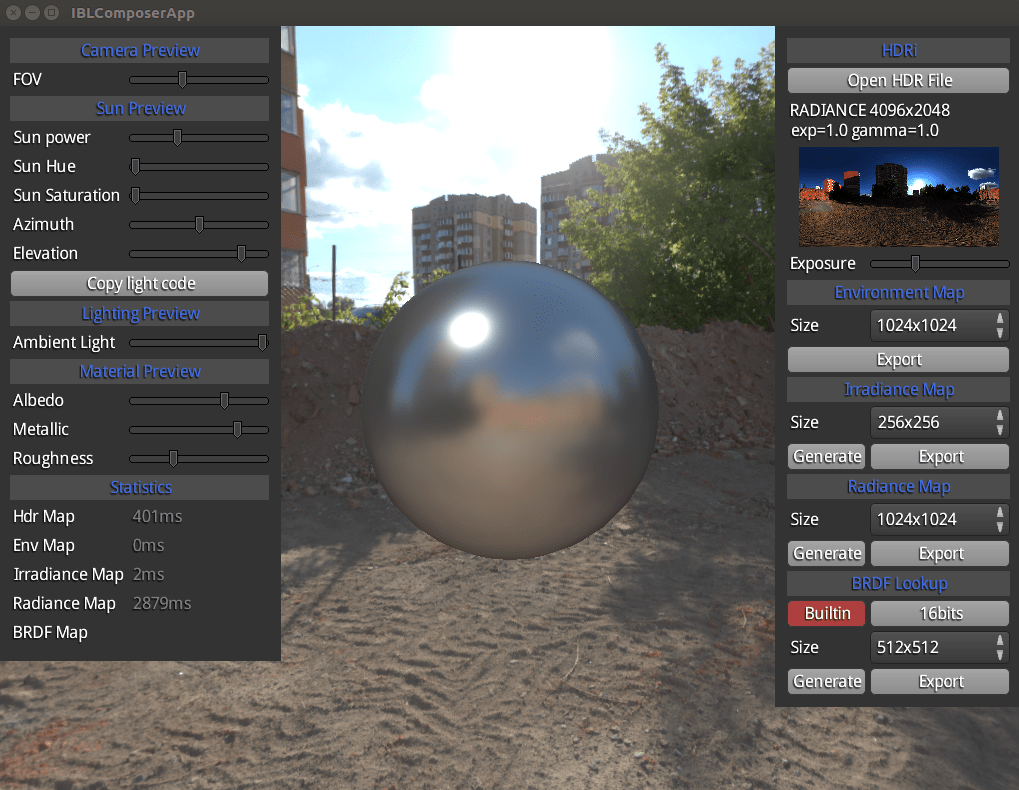 IBLComposerApp
Camera Preview
FOV
Sun Preview
Sun power
Sun Hue
Sun Saturation
Azimuth
Elevation
Copy light code
Lighting Preview
Ambient Light
Material Preview
Albedo
Metallic
Roughness
Statistics
Hdr Map 401ms
Env Map 0ms
Irradiance Map 2ms
Radiance Map 2879ms
BRDF Map
HDRi
Open HDR File
RADIANCE 4096x2048
exp=1.0 gamma=1.0
Exposure
Environment Map
Size 1024x1024
Export
Irradiance Map
Size 256x256
Generate Export
Radiance Map
Size 1024x1024
Generate Export
BRDF Lookup
Builtin 16bits
Size 512x512
Generate Export